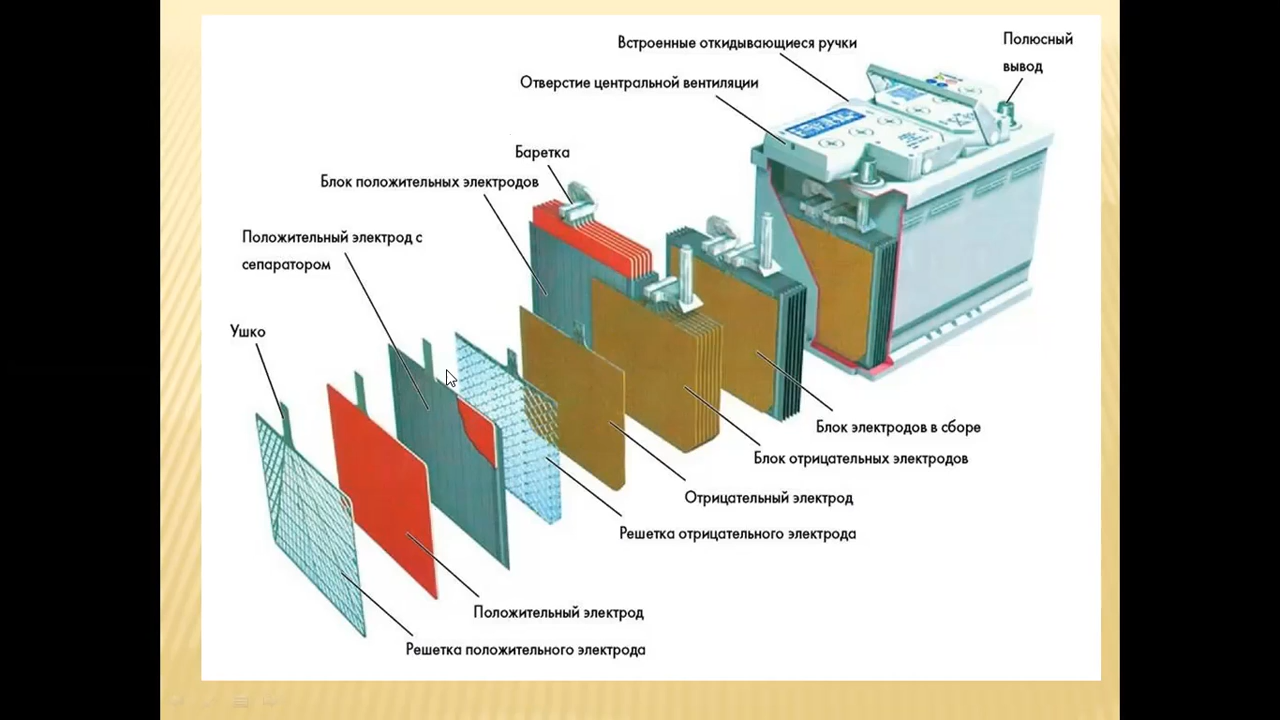 Встроенные откидывающиеся ручки
Полюсный
вывод
Отверстие центральной вентиляции
Баретка
Блок положительных электродов
Положительный электрод с
сепаратором
Ушко
Блок электродов в сборе
Блок отрицательных электродов
Отрицательный электрод
Решетка отрицательного электрода
Положительный электрод
Решетка положительного электрода